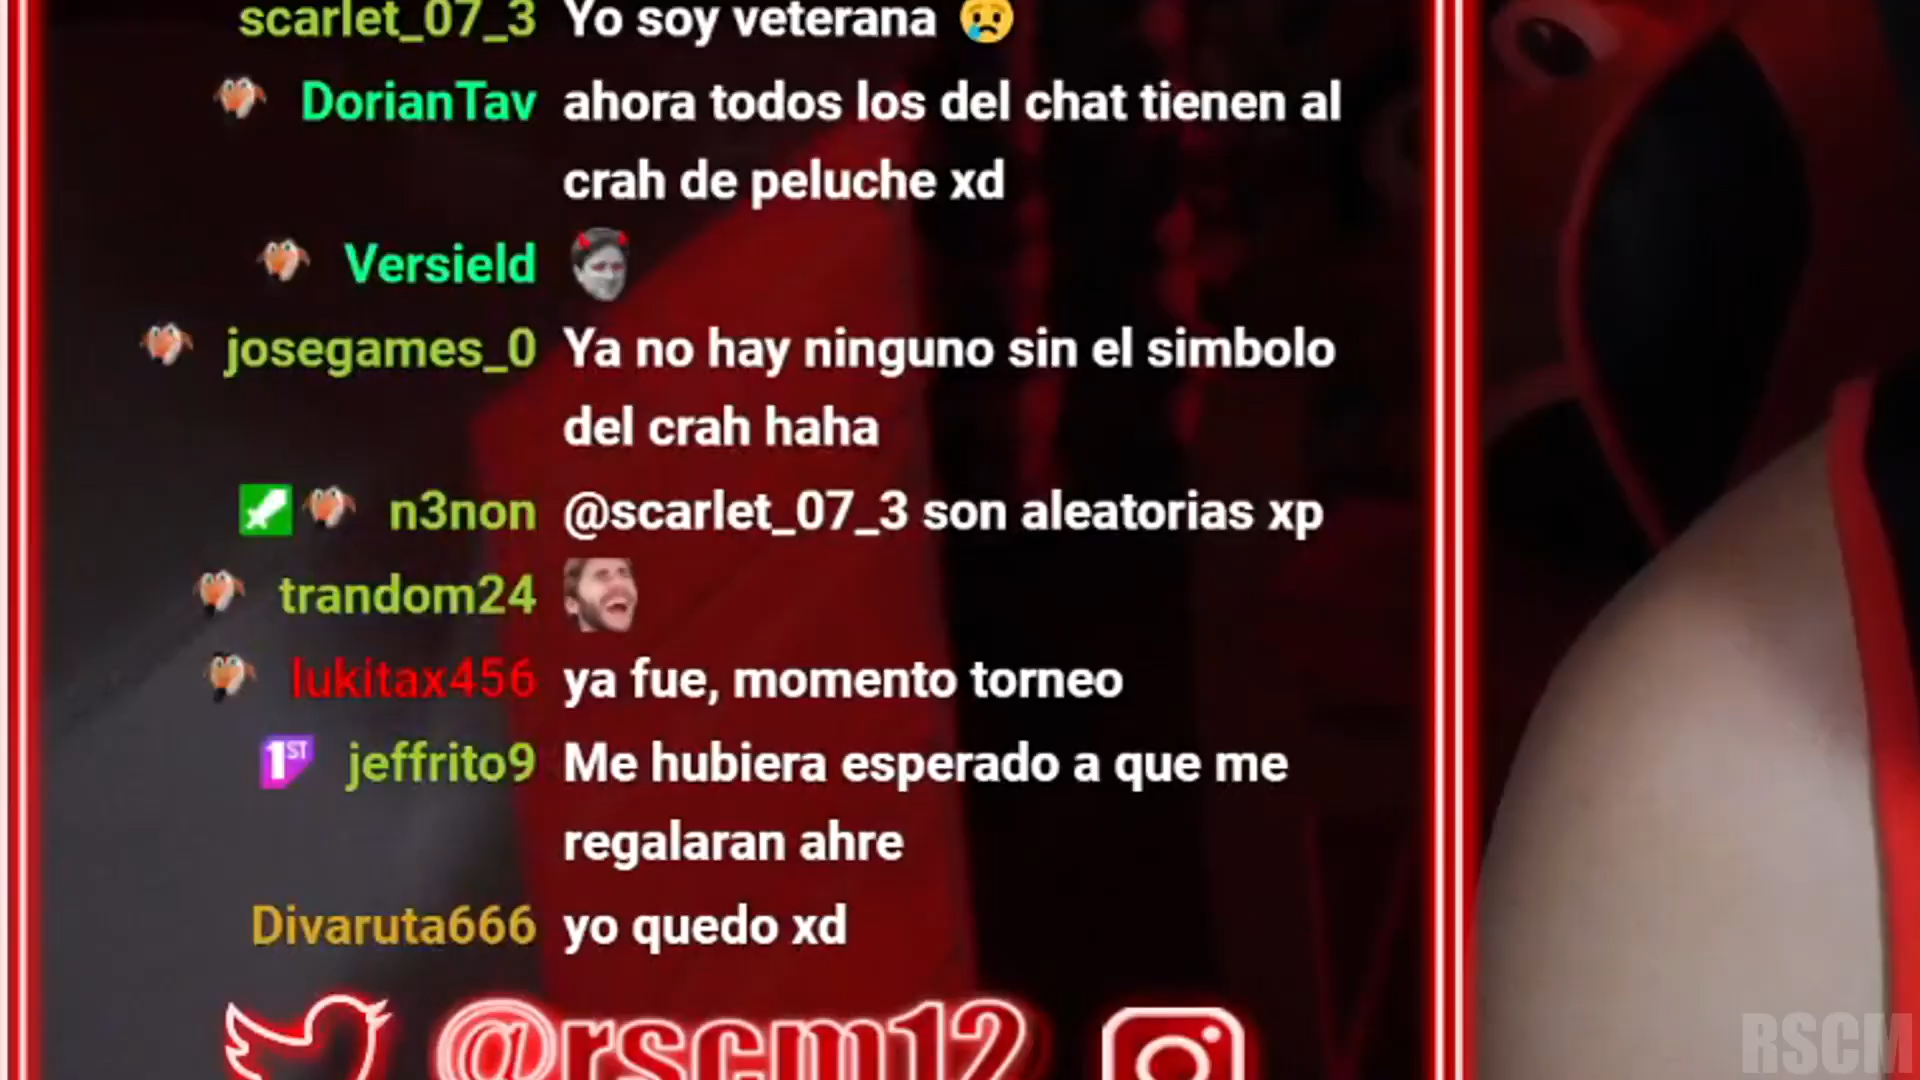 scarlet_07_3 Yo soy veterana 😢
DorianTav ahora todos los del chat tienen al
crah de peluche xd
Versield
josegames_0 Ya no hay ninguno sin el simbolo
del crah haha
n3non @scarlet_07_3 son aleatorias xp
trandom24
lukitax456 ya fue, momento torneo
1ST jeffrito9 Me hubiera esperado a que me
regalaran ahre
Divaruta666 yo quedo xd
@rscm12
RSCM